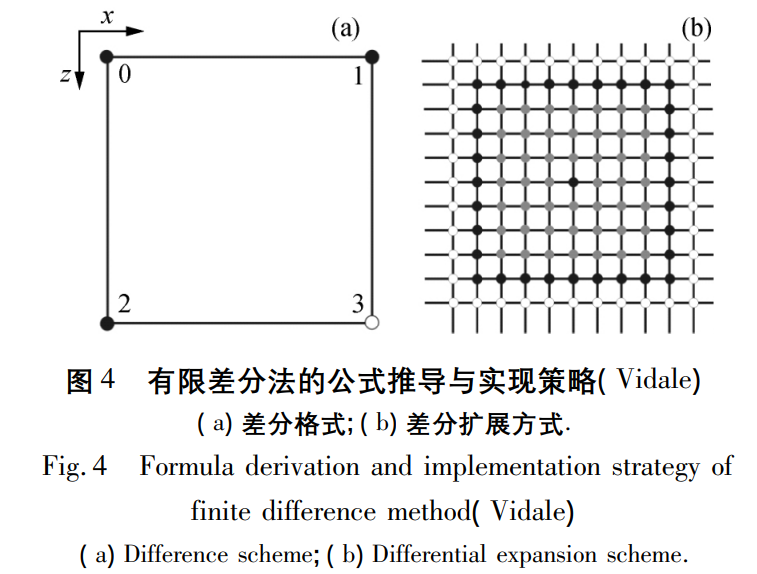 x
(a)
(b)
z
0
1
2
3
图 4 有限差分法的公式推导与实现策略( Vidale)
( a) 差分格式; ( b) 差分扩展方式.
Fig. 4 Formula derivation and implementation strategy of
finite difference method( Vidale)
( a) Difference scheme; ( b) Differential expansion scheme.